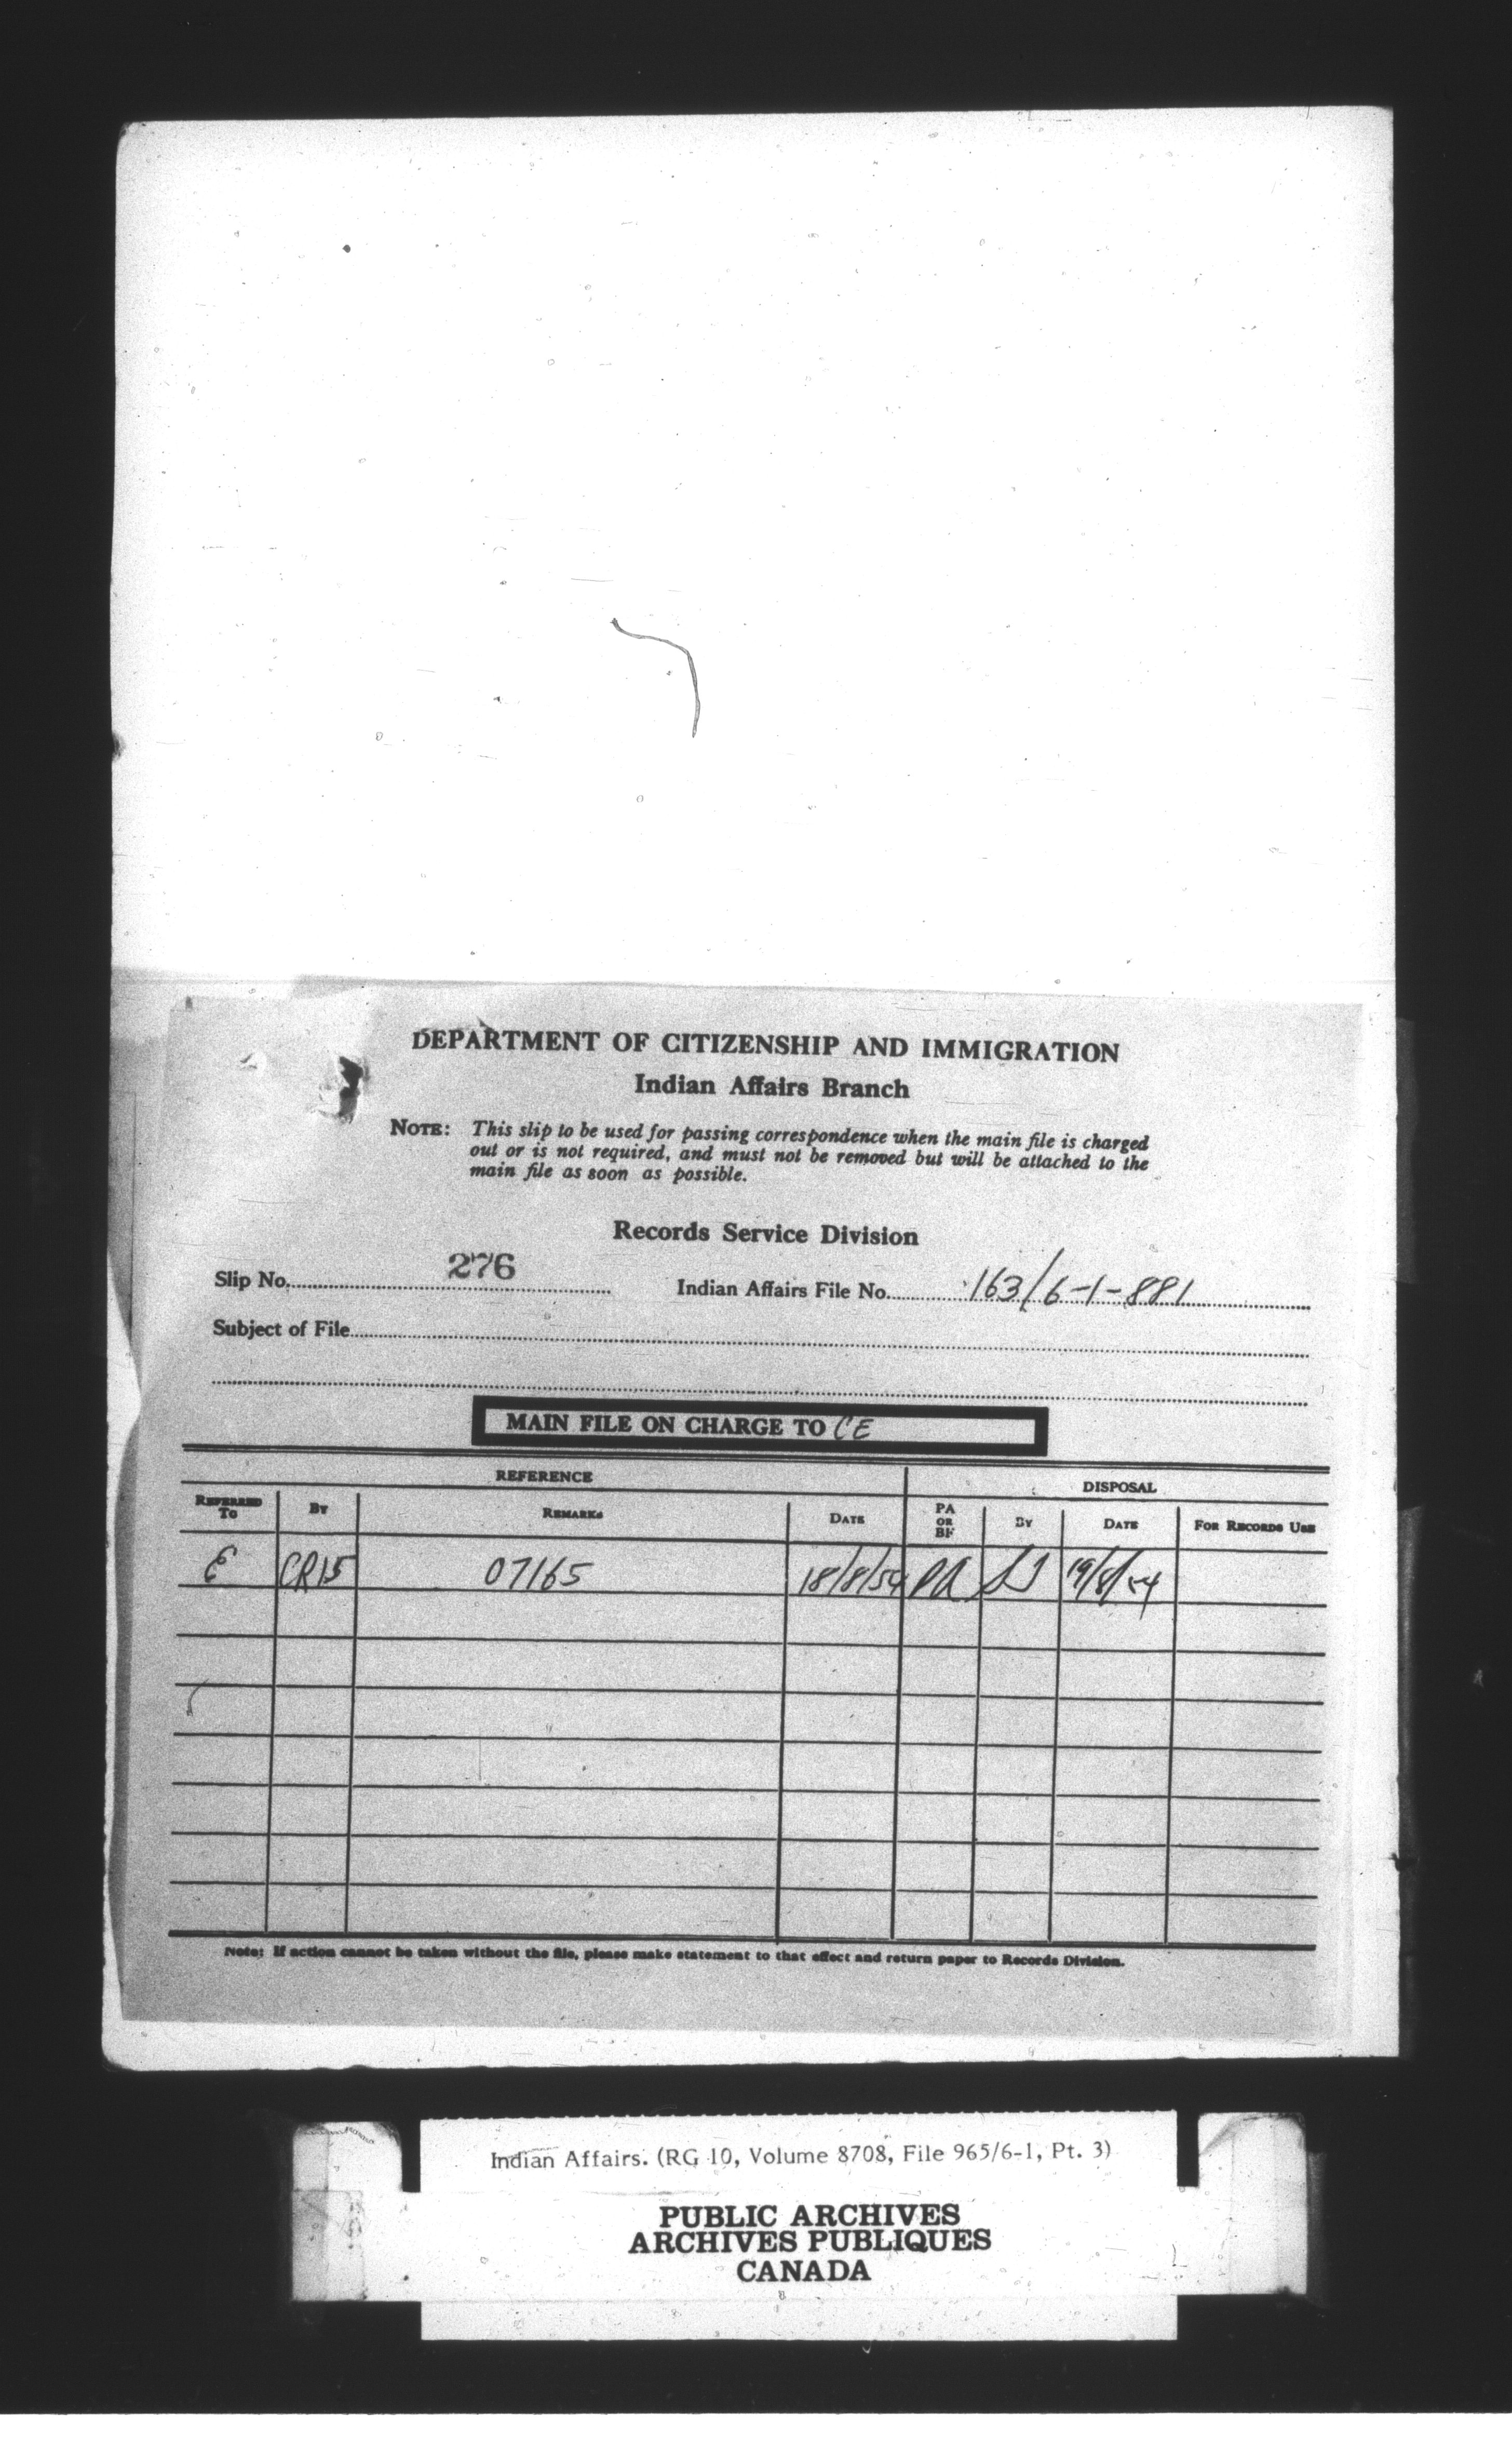 DEPARTMENT OF CITIZENSHIP AND IMMIGRATION
Indian Affairs Branch
NOTE: This slip to be used for passing correspondence when the main file is charged
out or is not required, and must not be removed but will be attached to the
main file as soon as possible.
Records Service Division
Slip No. 276 Indian Affairs File No. 163/6-1-881
Subject of File
MAIN FILE ON CHARGE TO CE
REFERENCE DISPOSAL
REFERRED TO BY REMARKS DATE PA OR BF BY DATE FOR RECORDS USE
E CR15 07165 18/8/54 PA 19/8/54
Note: If action cannot be taken without the file, please make statement to that effect and return paper to Records Division.
Indian Affairs. (RG 10, Volume 8708, File 965/6-1, Pt. 3)
PUBLIC ARCHIVES
ARCHIVES PUBLIQUES
CANADA